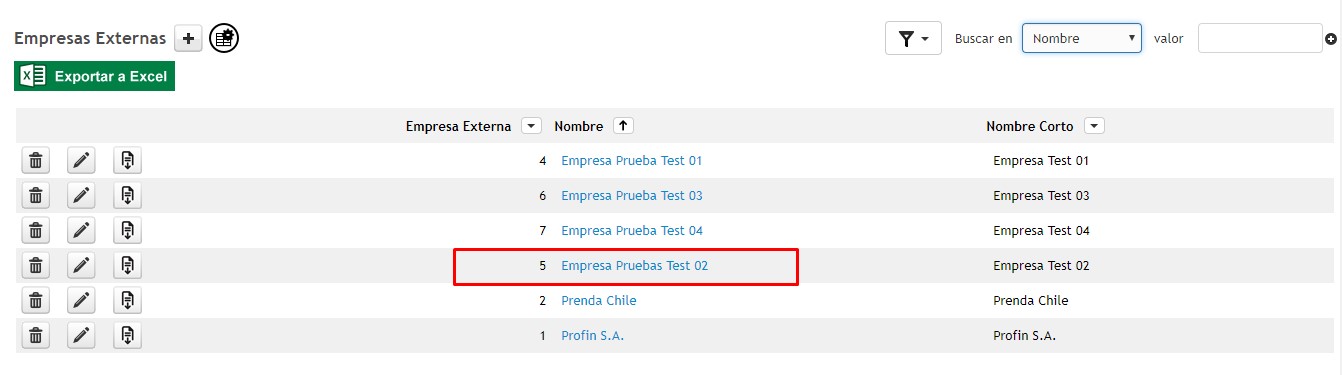 Empresas Externas Buscar en Nombre valor
Exportar a Excel
Empresa Externa Nombre Nombre Corto
4 Empresa Prueba Test 01 Empresa Test 01
6 Empresa Prueba Test 03 Empresa Test 03
7 Empresa Prueba Test 04 Empresa Test 04
5 Empresa Pruebas Test 02 Empresa Test 02
2 Prenda Chile Prenda Chile
1 Profin S.A. Profin S.A.